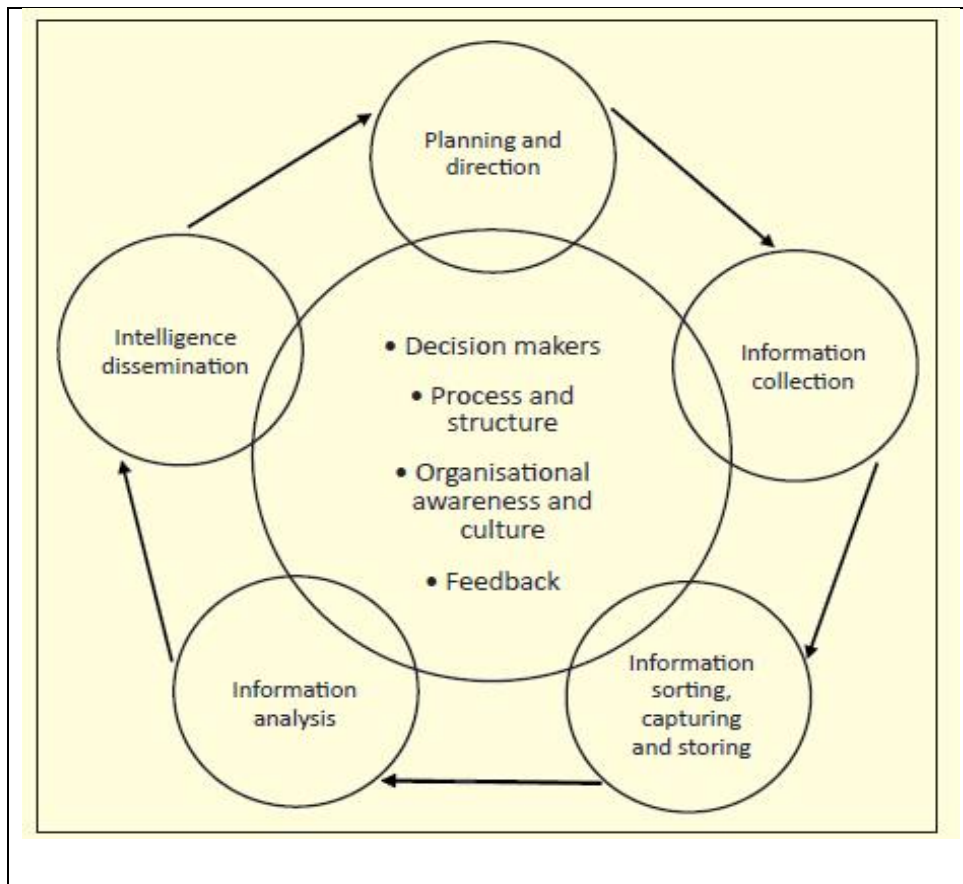 Planning and
direction
Information
collection
Information
sorting,
capturing
and storing
Information
analysis
Intelligence
dissemination
• Decision makers
• Process and
structure
• Organisational
awareness and
culture
• Feedback